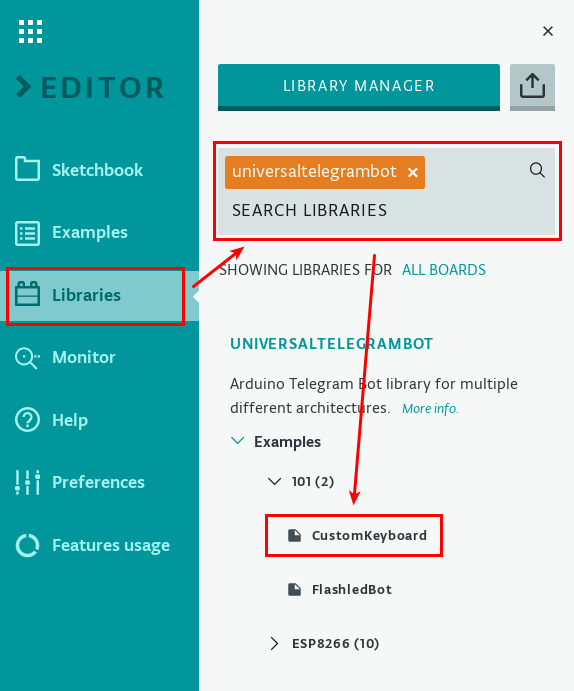 EDITOR
Sketchbook
Examples
Libraries
Monitor
Help
Preferences
Features usage
LIBRARY MANAGER
universaltelegrambot
SEARCH LIBRARIES
SHOWING LIBRARIES FOR ALL BOARDS
UNIVERSALTELEGRAMBOT
Arduino Telegram Bot library for multiple
different architectures. More info.
Examples
101 (2)
CustomKeyboard
FlashledBot
ESP8266 (10)